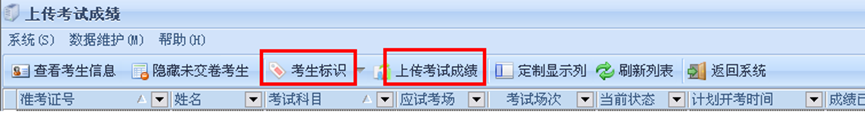 上传考试成绩
系统(S) 数据维护(M) 帮助(H)
查看考生信息 隐藏未交卷考生 考生标识 上传考试成绩 定制显示列 刷新列表 返回系统
准考证号 姓名 考试科目 应试考场 考试场次 当前状态 计划开考时间 成绩已